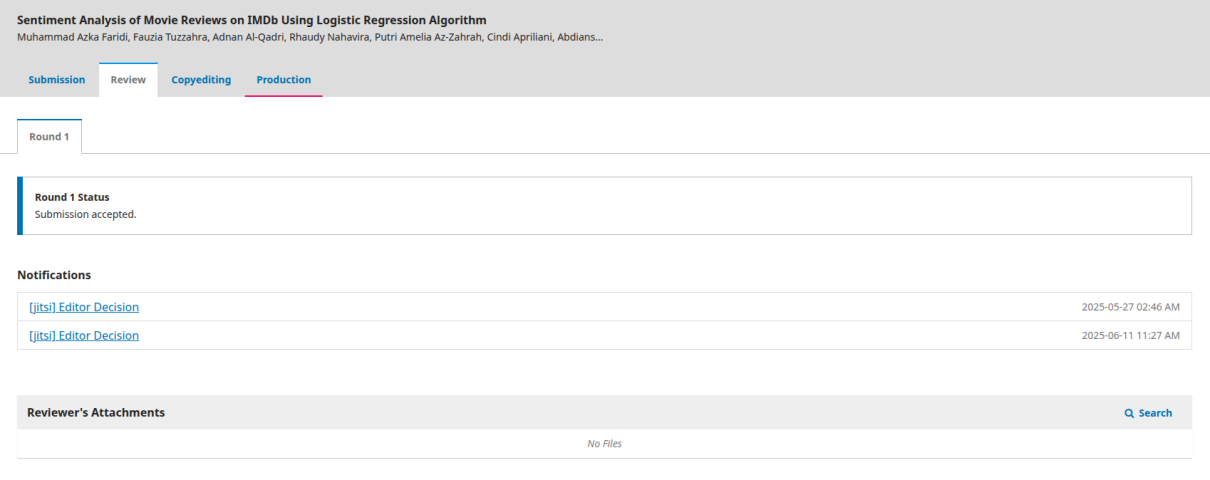 Sentiment Analysis of Movie Reviews on IMDb Using Logistic Regression Algorithm
Muhammad Azka Faridi, Fauzia Tuzzahra, Adnan Al-Qadri, Rhaudy Nahavira, Putri Amelia Az-Zahrah, Cindi Apriliani, Abdians...
Submission Review Copyediting Production
Round 1
Round 1 Status
Submission accepted.
Notifications
[jitsi] Editor Decision 2025-05-27 02:46 AM
[jitsi] Editor Decision 2025-06-11 11:27 AM
Reviewer's Attachments Search
No Files